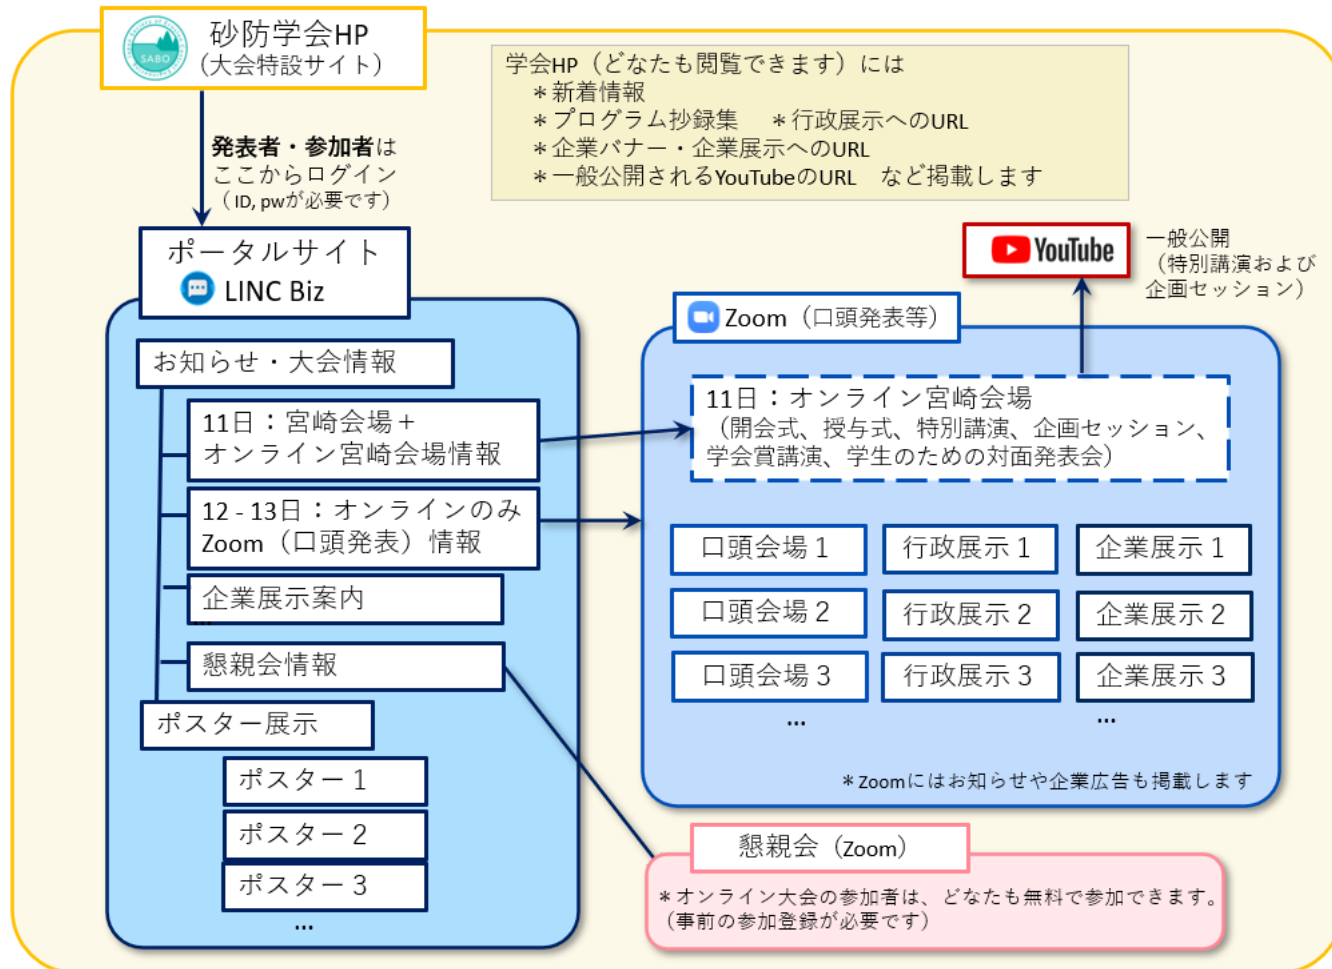 SABO
砂防学会HP
（大会特設サイト）
学会HP（どなたも閲覧できます）には
＊新着情報
＊プログラム抄録集　＊行政展示へのURL
＊企業バナー・企業展示へのURL
＊一般公開されるYouTubeのURL　など掲載します
発表者・参加者は
ここからログイン
（ID, pwが必要です）
ポータルサイト
LINC Biz
YouTube
一般公開
（特別講演および
企画セッション）
Zoom（口頭発表等）
お知らせ・大会情報
11日：宮崎会場＋
オンライン宮崎会場情報
11日：オンライン宮崎会場
（開会式、授与式、特別講演、企画セッション、
学会賞講演、学生のための対面発表会）
12 - 13日：オンラインのみ
Zoom（口頭発表）情報
企業展示案内
...
懇親会情報
口頭会場１
行政展示１
企業展示１
口頭会場２
行政展示２
企業展示２
口頭会場３
行政展示３
企業展示３
...
...
＊Zoomにはお知らせや企業広告も掲載します
ポスター展示
ポスター１
ポスター２
ポスター３
...
懇親会（Zoom）
＊オンライン大会の参加者は、どなたも無料で参加できます。
（事前の参加登録が必要です）